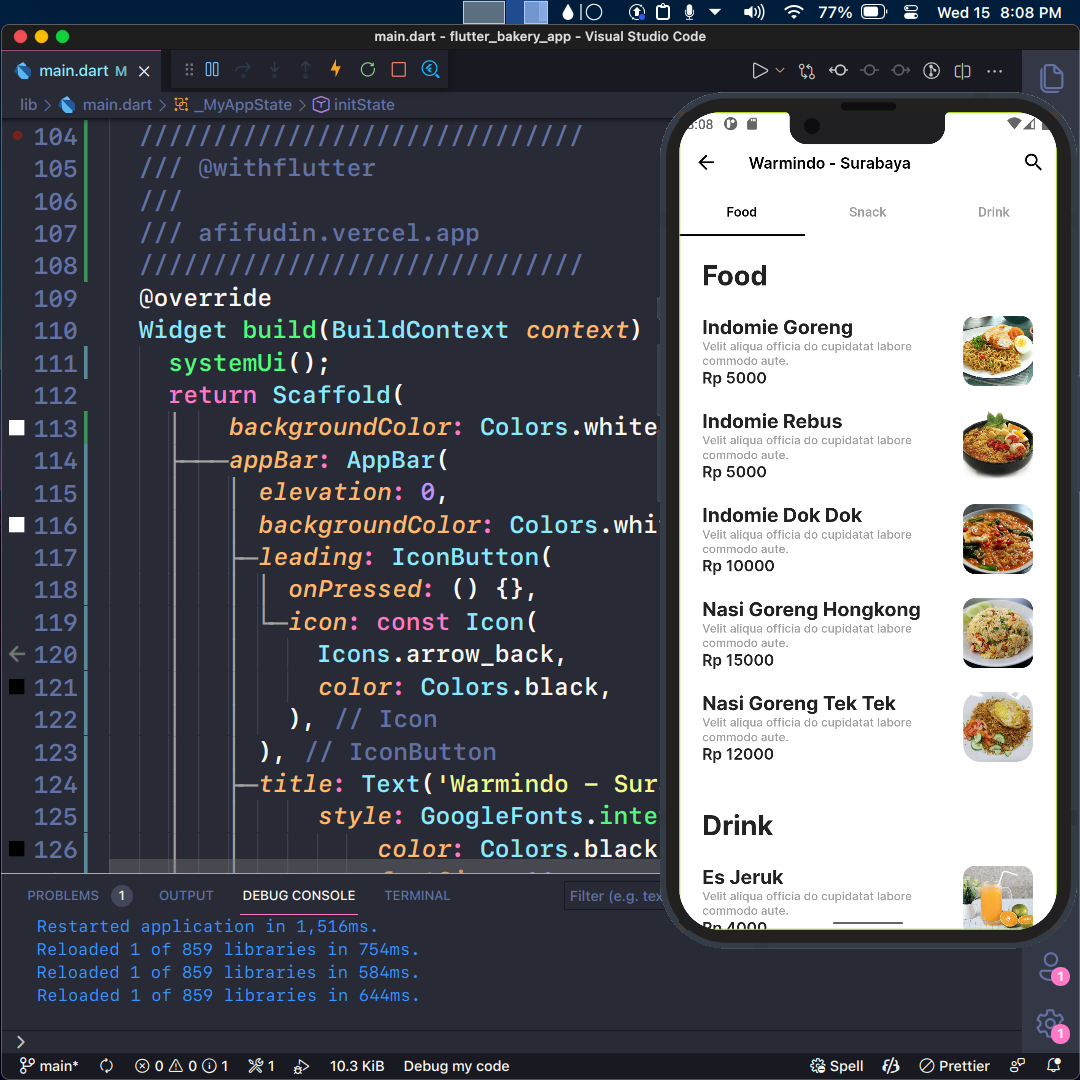 77% Wed 15 8:08 PM
main.dart - flutter_bakery_app - Visual Studio Code
main.dart M
lib > main.dart > _MyAppState > initState
104 //////////////////////////////
105 /// @withflutter
106 ///
107 /// afifudin.vercel.app
108 //////////////////////////////
109 @override
110 Widget build(BuildContext context)
111 systemUi();
112 return Scaffold(
113 backgroundColor: Colors.white
114 appBar: AppBar(
115 elevation: 0,
116 backgroundColor: Colors.whi
117 leading: IconButton(
118 onPressed: () {},
119 icon: const Icon(
120 Icons.arrow_back,
121 color: Colors.black,
122 ), // Icon
123 ), // IconButton
124 title: Text('Warmindo - Sur
125 style: GoogleFonts.inte
126 color: Colors.black
PROBLEMS 1 OUTPUT DEBUG CONSOLE TERMINAL Filter (e.g. tex
Restarted application in 1,516ms.
Reloaded 1 of 859 libraries in 754ms.
Reloaded 1 of 859 libraries in 584ms.
Reloaded 1 of 859 libraries in 644ms.
>
1
1
main* 0 0 1 1 10.3 KiB Debug my code Spell Prettier
:08
Warmindo - Surabaya
Food Snack Drink
Food
Indomie Goreng
Velit aliqua officia do cupidatat labore
commodo aute.
Rp 5000
Indomie Rebus
Velit aliqua officia do cupidatat labore
commodo aute.
Rp 5000
Indomie Dok Dok
Velit aliqua officia do cupidatat labore
commodo aute.
Rp 10000
Nasi Goreng Hongkong
Velit aliqua officia do cupidatat labore
commodo aute.
Rp 15000
Nasi Goreng Tek Tek
Velit aliqua officia do cupidatat labore
commodo aute.
Rp 12000
Drink
Es Jeruk
Velit aliqua officia do cupidatat labore
commodo aute.
Rp 4000